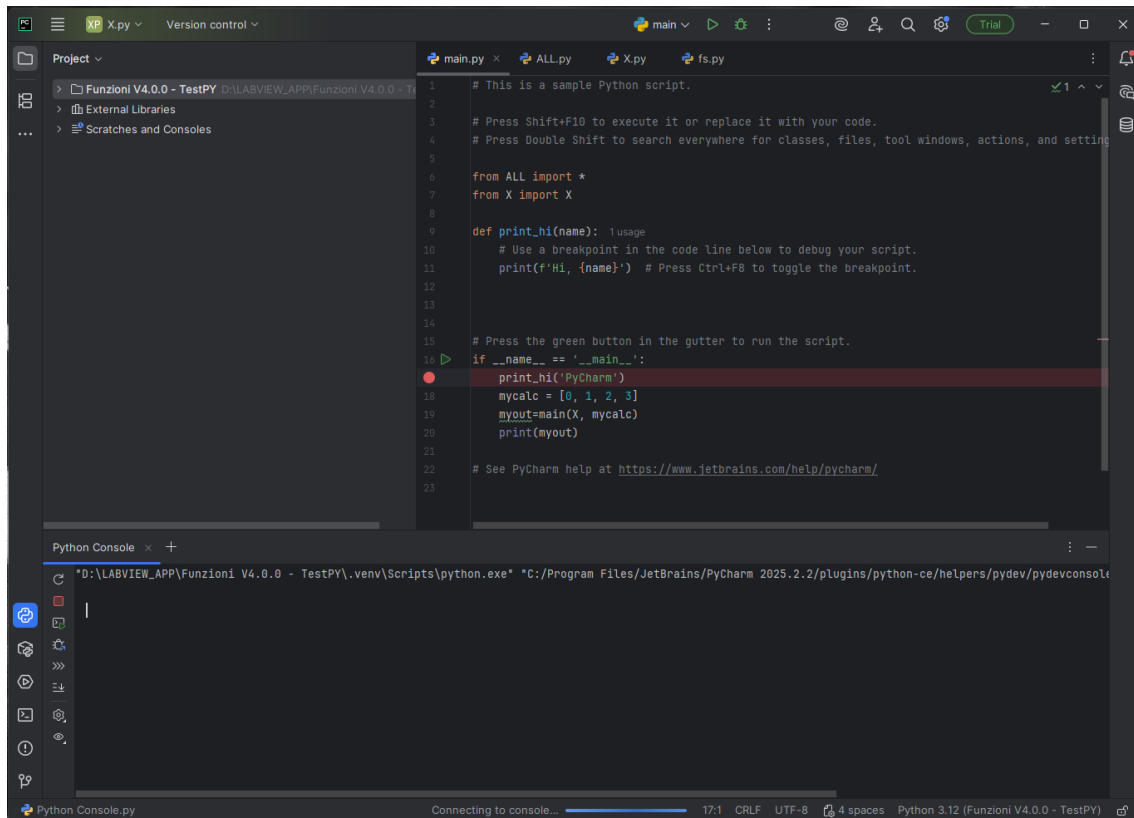 PC
XP X.py Version control main Trial
Project
main.py ALL.py X.py fs.py
Funzioni V4.0.0 - TestPY D:\LABVIEW_APP\Funzioni V4.0.0 - Te
External Libraries
Scratches and Consoles
1 # This is a sample Python script.
1
2
3 # Press Shift+F10 to execute it or replace it with your code.
4 # Press Double Shift to search everywhere for classes, files, tool windows, actions, and setting
5
6 from ALL import *
7 from X import X
8
9 def print_hi(name): 1 usage
10 # Use a breakpoint in the code line below to debug your script.
11 print(f'Hi, {name}') # Press Ctrl+F8 to toggle the breakpoint.
12
13
14
15 # Press the green button in the gutter to run the script.
16 if __name__ == '__main__':
print_hi('PyCharm')
18 mycalc = [0, 1, 2, 3]
19 myout=main(X, mycalc)
20 print(myout)
21
22 # See PyCharm help at https://www.jetbrains.com/help/pycharm/
23
Python Console
"D:\LABVIEW_APP\Funzioni V4.0.0 - TestPY\.venv\Scripts\python.exe" "C:/Program Files/JetBrains/PyCharm 2025.2.2/plugins/python-ce/helpers/pydev/pydevconsole
Python Console.py Connecting to console... 17:1 CRLF UTF-8 4 spaces Python 3.12 (Funzioni V4.0.0 - TestPY)